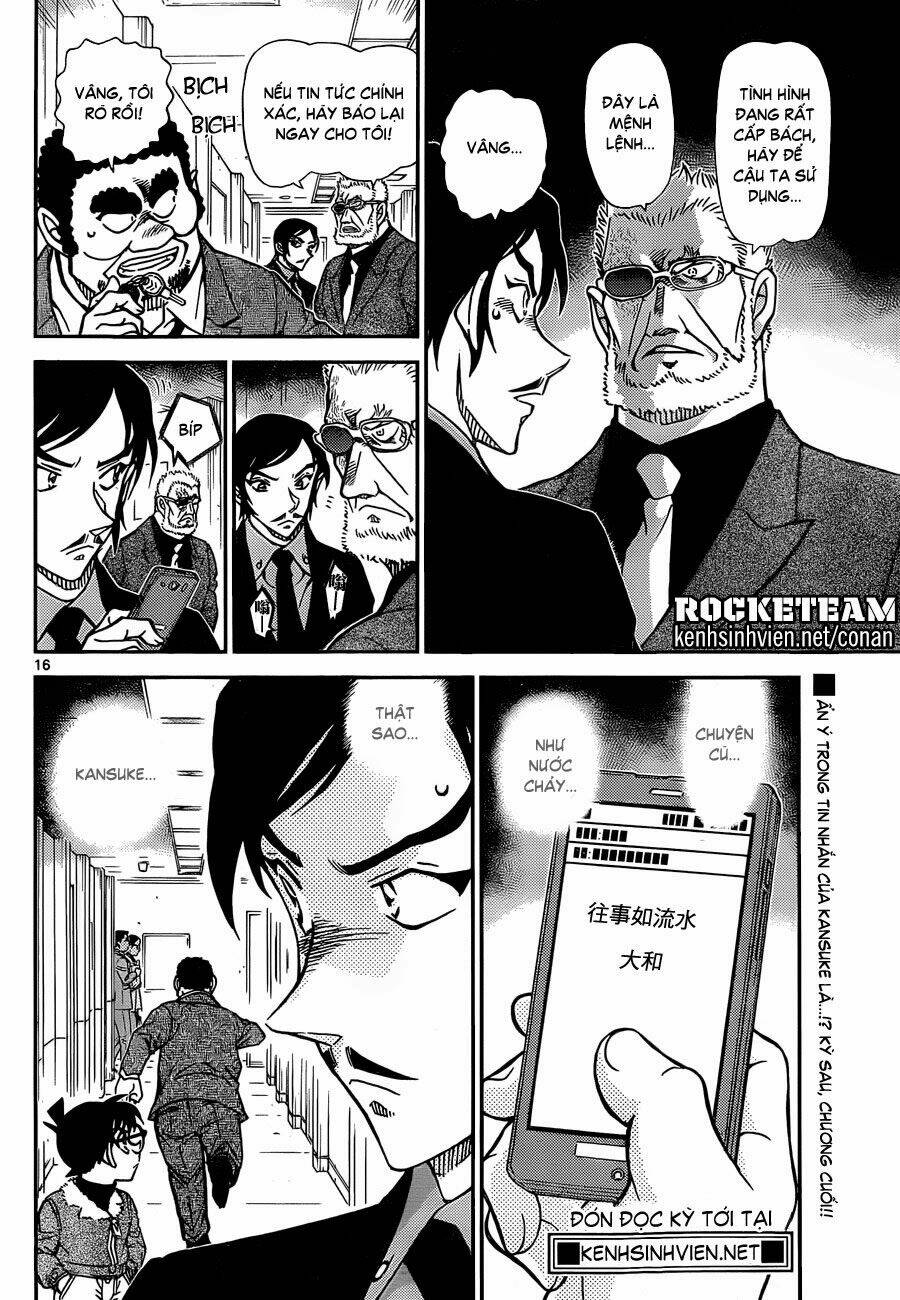 TÌNH HÌNH
ĐANG RẤT
CẤP BÁCH,
HÃY ĐỂ
CẬU TA SỬ
DỤNG...
ĐÂY LÀ
MỆNH
LỆNH...
VÂNG...
NẾU TIN TỨC CHÍNH
XÁC, HÃY BÁO LẠI
NGAY CHO TÔI!
BỊCH
BỊCH
VÂNG, TÔI
RÕ RỒI!
嗡
嗡
BÍP
ROCKETEAM
kenhsinhvien.net/conan
16
CHUYỆN
CŨ...
NHƯ
NƯỚC
CHẢY...
往事如流水
大和
THẬT
SAO...
KANSUKE...
ẨN Ý TRONG TIN NHẮN CỦA KANSUKE LÀ...!? KỲ SAU, CHƯƠNG CUỐI!!!
ĐÓN ĐỌC KỲ TỚI TẠI
KENHSINHVIEN.NET